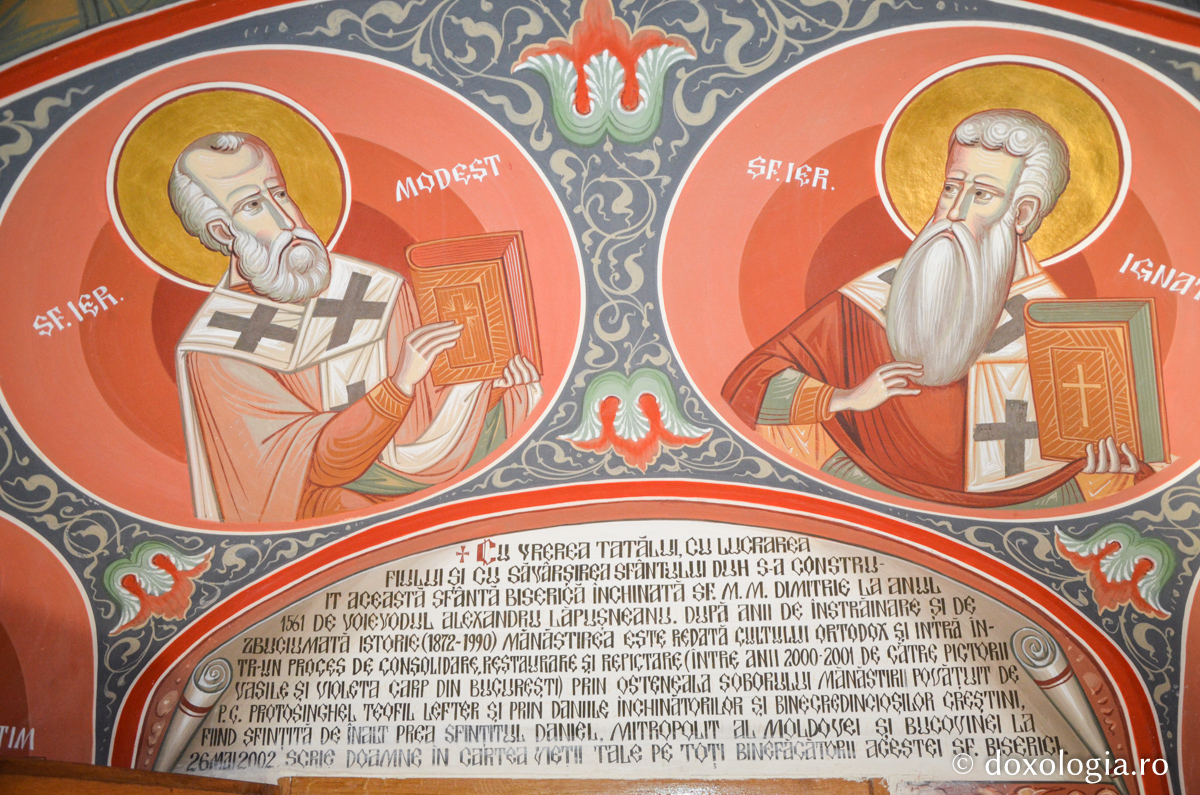 MODEST
SF. IER.
SF. IER.
IGNAT
+ CU VREREA TATĂLUI, CU LUCRAREA
FIULUI ŞI CU SĂVÂRŞIREA SFÂNTULUI DUH S-A CONSTRU-
IT ACEASTĂ SFÂNTĂ BISERICĂ ÎNCHINATĂ SF. M. M. DIMITRIE LA ANUL
1561 DE VOIEVODUL ALEXANDRU LĂPUŞNEANU. DUPĂ ANII DE ÎNSTRĂINARE ŞI DE
ZBUCIUMATĂ ISTORIE (1872-1990) MĂNĂSTIREA ESTE REDATĂ CULTULUI ORTODOX ŞI INTRĂ ÎN-
TR-UN PROCES DE CONSOLIDARE, RESTAURARE ŞI REPICTARE (ÎNTRE ANII 2000-2001 DE CĂTRE PICTORII
VASILE ŞI VIOLETA CARP DIN BUCUREŞTI) PRIN OSTENEALA SOBORULUI MĂNĂSTIRII POVĂŢUIT DE
P.C. PROTOSINGHEL TEOFIL LEFTER ŞI PRIN DANIILE ÎNCHINĂTORILOR ŞI BINECREDINCIOŞILOR CREŞTINI,
FIIND SFINŢITĂ DE ÎNALT PREA SFINŢITUL DANIEL, MITROPOLIT AL MOLDOVEI ŞI BUCOVINEI LA
26 MAI 2002 SCRIE DOAMNE ÎN CARTEA VIEŢII TALE PE TOŢI BINEFĂCĂTORII ACESTEI SF. BISERICI
TIM
© doxologia.ro